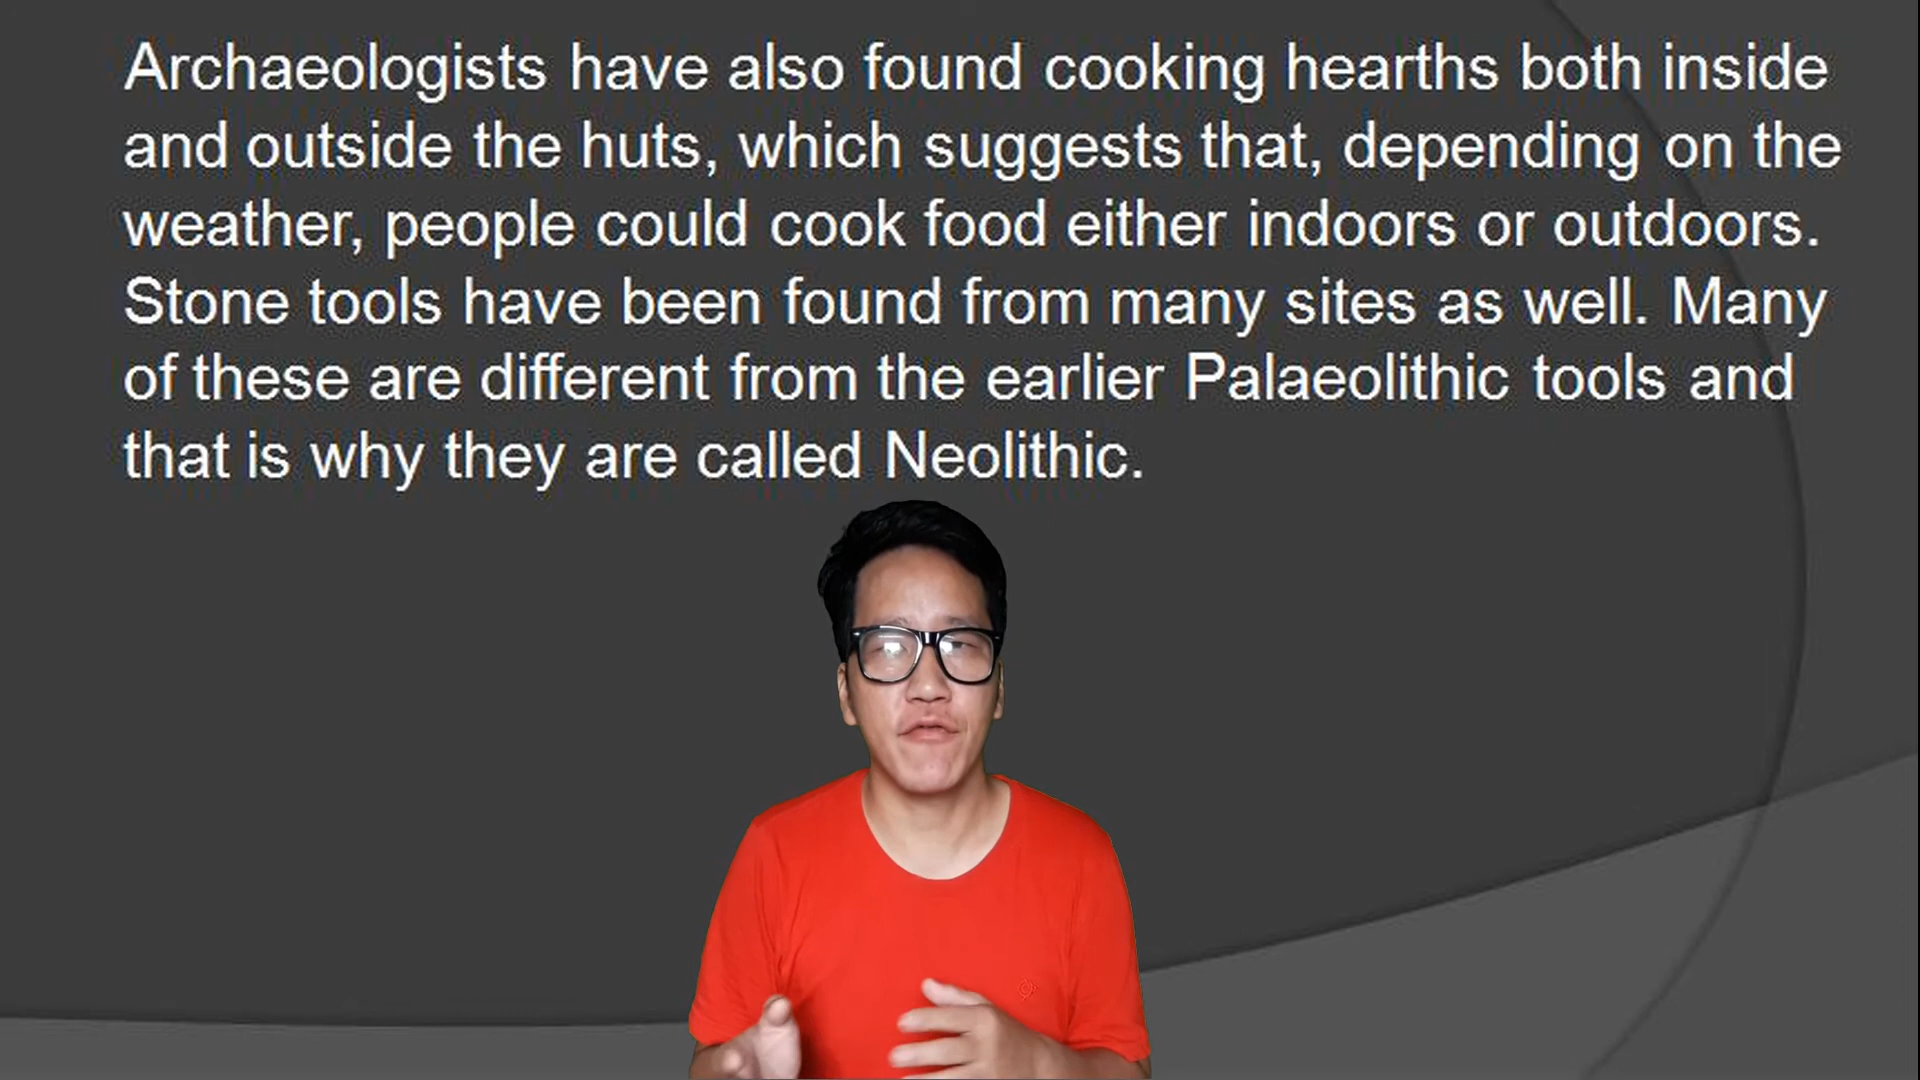 Archaeologists have also found cooking hearths both inside
and outside the huts, which suggests that, depending on the
weather, people could cook food either indoors or outdoors.
Stone tools have been found from many sites as well. Many
of these are different from the earlier Palaeolithic tools and
that is why they are called Neolithic.